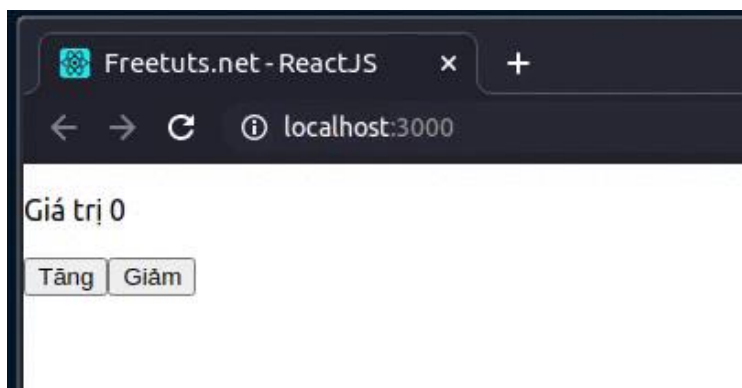 Freetuts.net - ReactJS
localhost:3000
Giá trị 0
Tăng Giảm